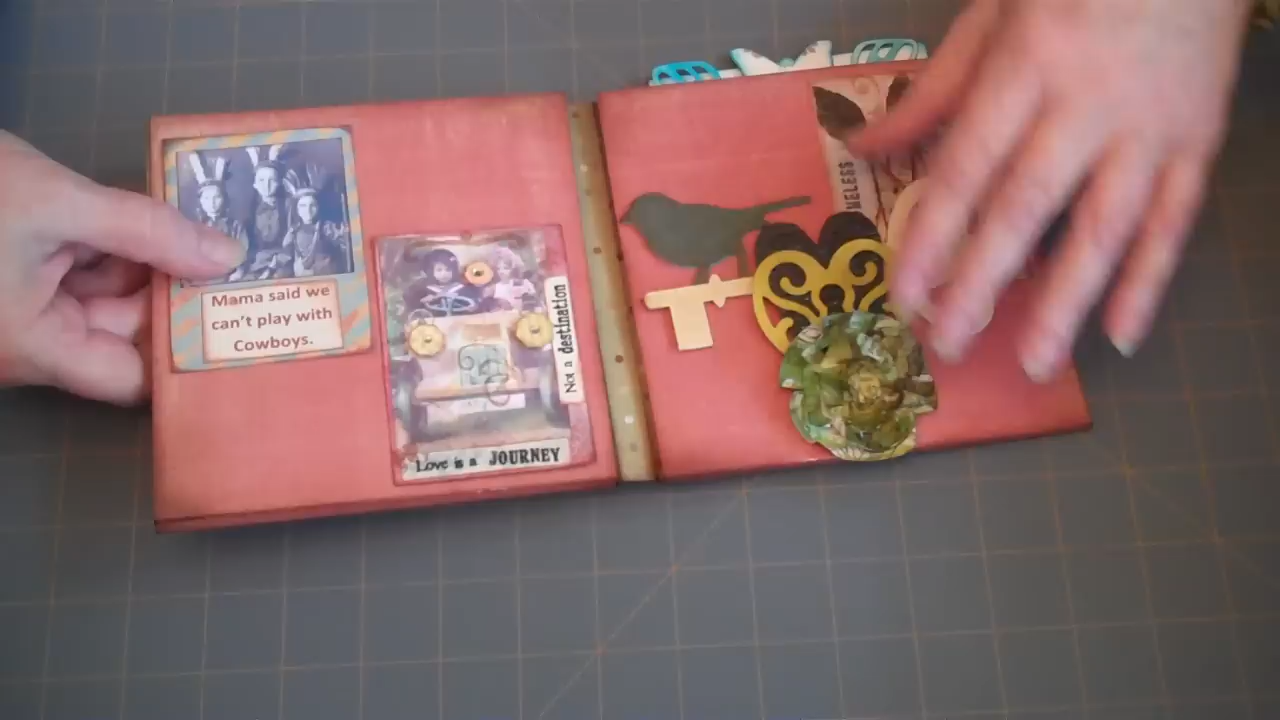 Mama said we
can't play with
Cowboys.
Not a destination
Love is a JOURNEY